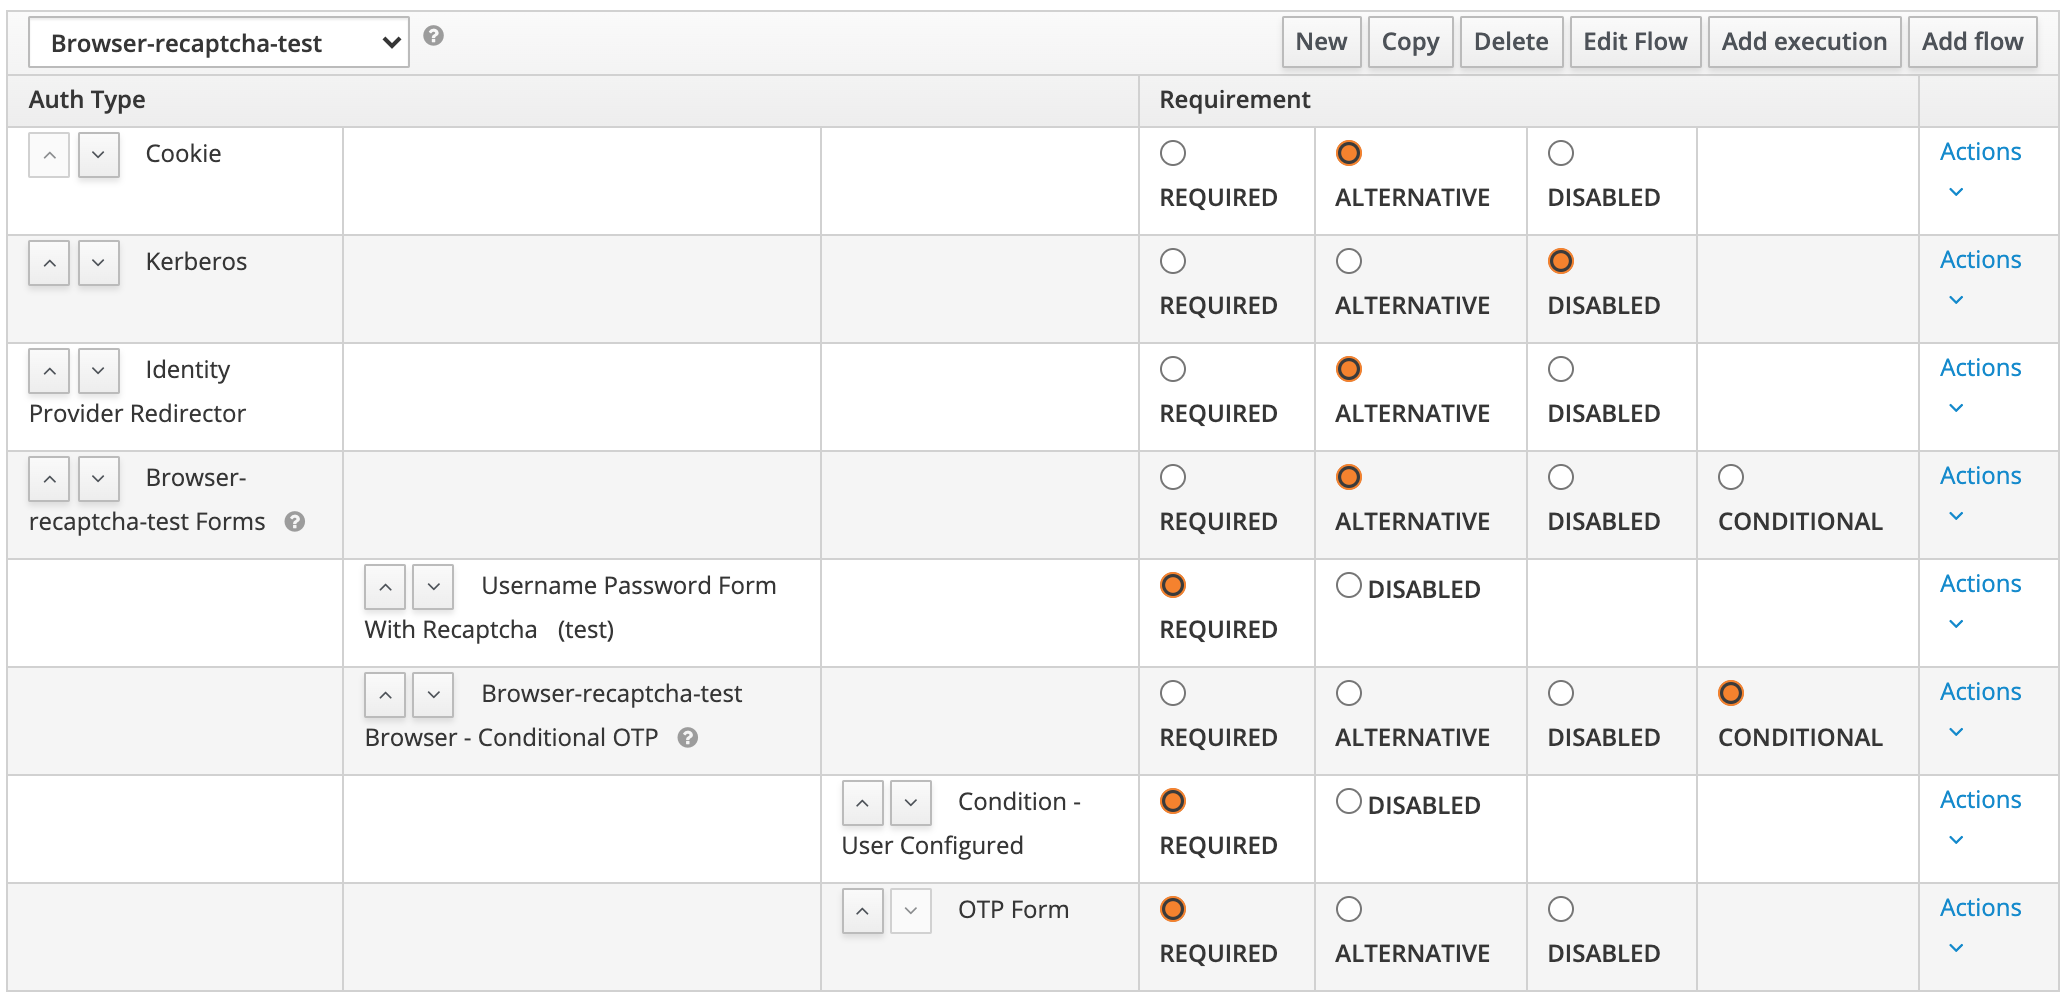 Browser-recaptcha-test
New Copy Delete Edit Flow Add execution Add flow
Auth Type Requirement
Cookie
REQUIRED ALTERNATIVE DISABLED
Actions
Kerberos
REQUIRED ALTERNATIVE DISABLED
Actions
Identity
Provider Redirector
REQUIRED ALTERNATIVE DISABLED
Actions
Browser-
recaptcha-test Forms
REQUIRED ALTERNATIVE DISABLED CONDITIONAL
Actions
Username Password Form
With Recaptcha (test)
REQUIRED DISABLED
Actions
Browser-recaptcha-test
Browser - Conditional OTP
REQUIRED ALTERNATIVE DISABLED CONDITIONAL
Actions
Condition -
User Configured
REQUIRED DISABLED
Actions
OTP Form
REQUIRED ALTERNATIVE DISABLED
Actions